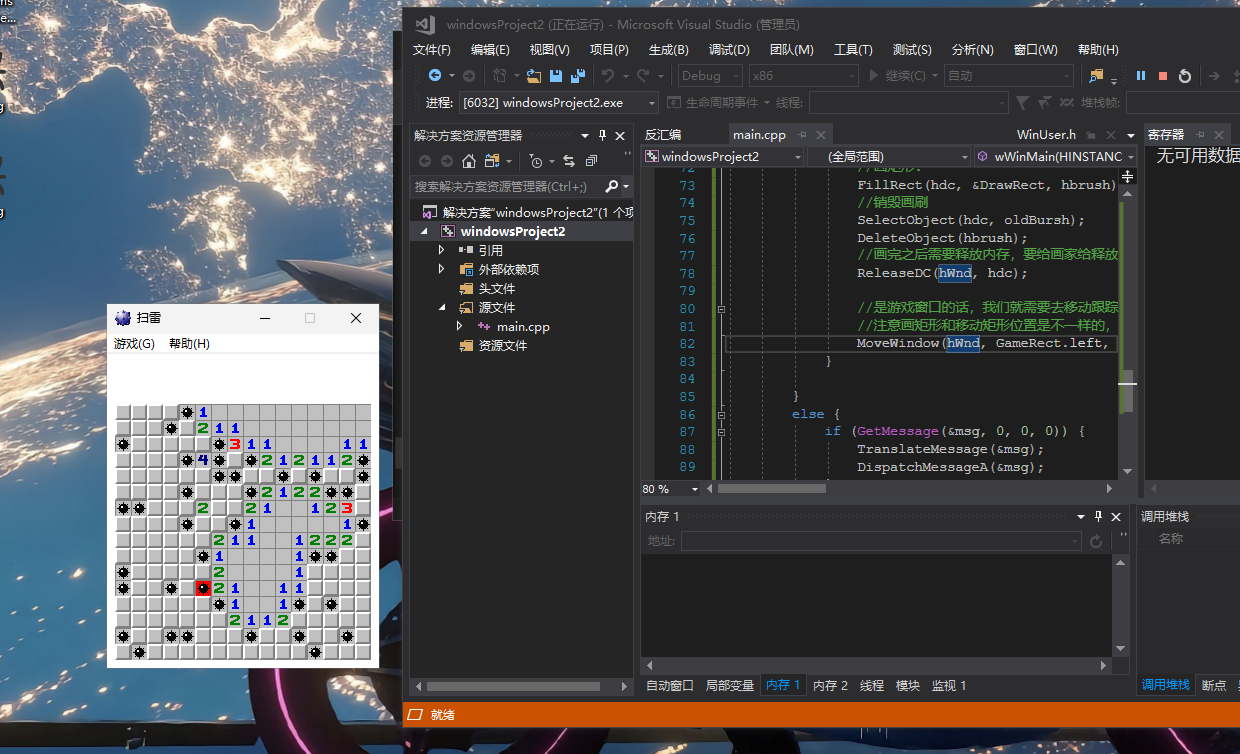 windowsProject2 (正在运行) - Microsoft Visual Studio (管理员)
文件(F) 编辑(E) 视图(V) 项目(P) 生成(B) 调试(D) 团队(M) 工具(T) 测试(S) 分析(N) 窗口(W) 帮助(H)
Debug x86 继续(C) 自动
进程: [6032] windowsProject2.exe 生命周期事件 线程: 堆栈帧:
解决方案资源管理器
搜索解决方案资源管理器(Ctrl+;)
解决方案"windowsProject2"(1 个项
windowsProject2
引用
外部依赖项
头文件
源文件
main.cpp
资源文件
反汇编 main.cpp WinUser.h
windowsProject2 (全局范围) wWinMain(HINSTANC
73 FillRect(hdc, &DrawRect, hbrush)
74 //销毁画刷
75 SelectObject(hdc, oldBursh);
76 DeleteObject(hbrush);
77 //画完之后需要释放内存，要给画家给释放
78 ReleaseDC(hWnd, hdc);
79
80 //是游戏窗口的话，我们就需要去移动跟踪
81 //注意画矩形和移动矩形位置是不一样的，
82 MoveWindow(hWnd, GameRect.left,
83 }
84
85 }
86 else {
87 if (GetMessage(&msg, 0, 0, 0)) {
88 TranslateMessage(&msg);
89 DispatchMessageA(&msg);
80 %
寄存器
无可用数据
内存 1
地址:
自动窗口 局部变量 内存 1 内存 2 线程 模块 监视 1
调用堆栈
名称
调用堆栈 断点
就绪
扫雷
游戏(G) 帮助(H)
1
2 1 1
3 1 1 1 1
4 2 1 2 1 1 2
2 1 2 2
2 2 1 1 2 3
1 1
2 1 1 1 2 2 2
1 1
2 1
2 1 1 1
1 1
2 1 1 2